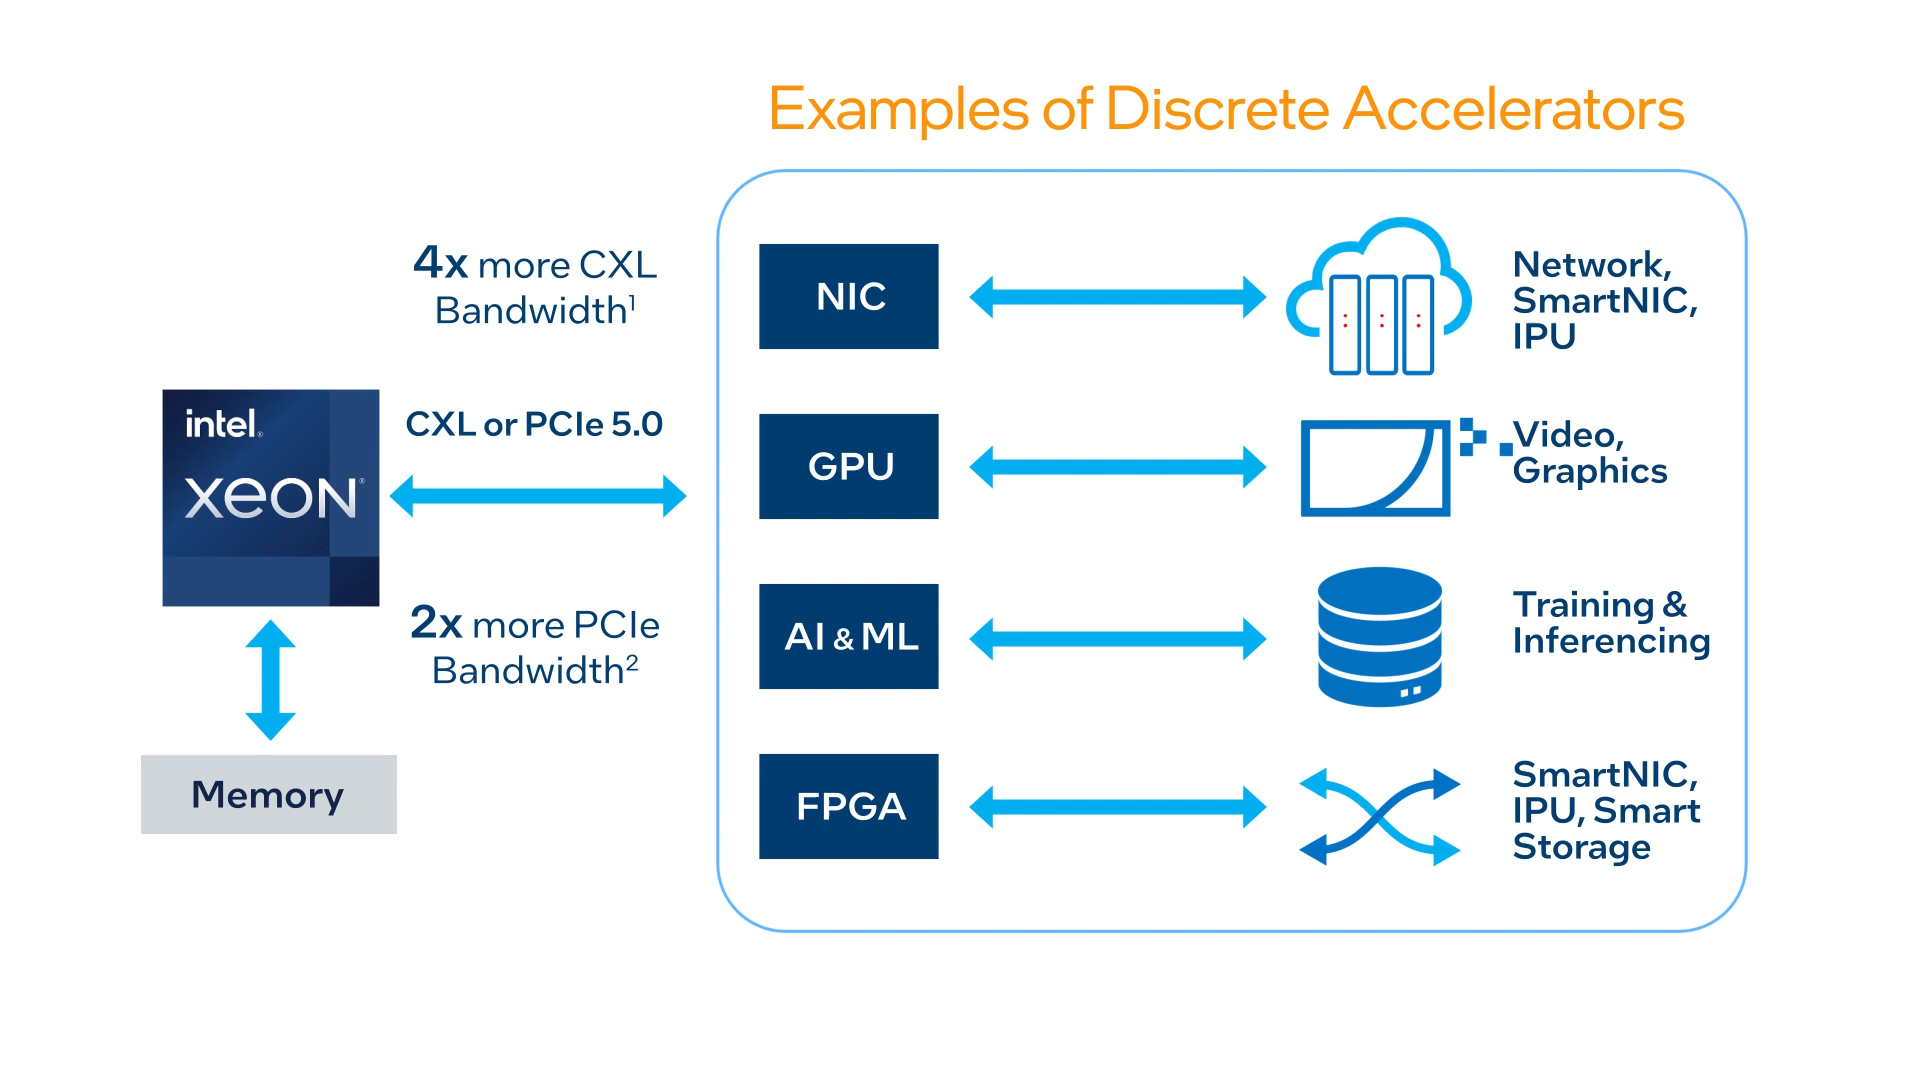 Examples of Discrete Accelerators
4x more CXL
Bandwidth¹
intel.
xeon®
CXL or PCIe 5.0
2x more PCIe
Bandwidth²
Memory
NIC
Network,
SmartNIC,
IPU
GPU
Video,
Graphics
AI & ML
Training &
Inferencing
FPGA
SmartNIC,
IPU, Smart
Storage